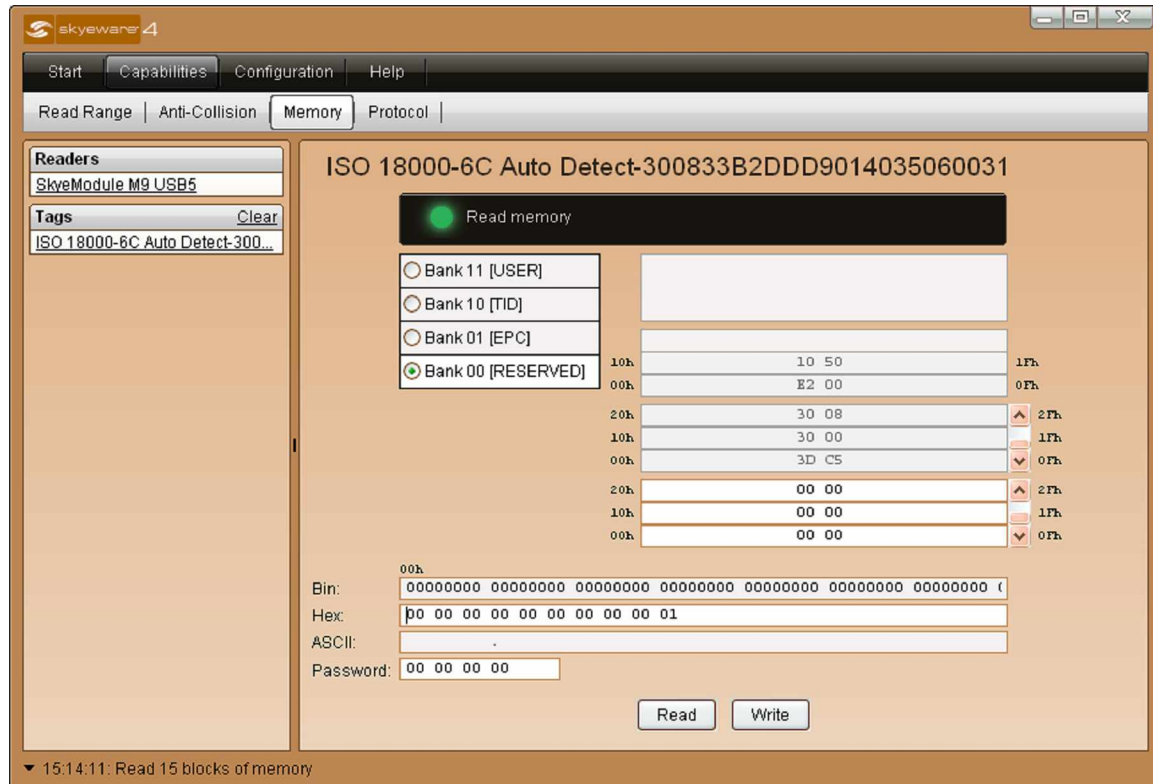 skyeware 4
Start Capabilities Configuration Help
Read Range Anti-Collision Memory Protocol
Readers
SkyeModule M9 USB5
Tags Clear
ISO 18000-6C Auto Detect-300...
ISO 18000-6C Auto Detect-300833B2DDD9014035060031
Read memory
Bank 11 [USER]
Bank 10 [TID]
Bank 01 [EPC]
Bank 00 [RESERVED]
10h 10 50 1Fh
00h E2 00 0Fh
20h 30 08 2Fh
10h 30 00 1Fh
00h 3D C5 0Fh
20h 00 00 2Fh
10h 00 00 1Fh
00h 00 00 0Fh
00h
Bin: 00000000 00000000 00000000 00000000 00000000 00000000 00000000
Hex: 00 00 00 00 00 00 00 00 00 01
ASCII: .
Password: 00 00 00 00
Read Write
15:14:11: Read 15 blocks of memory